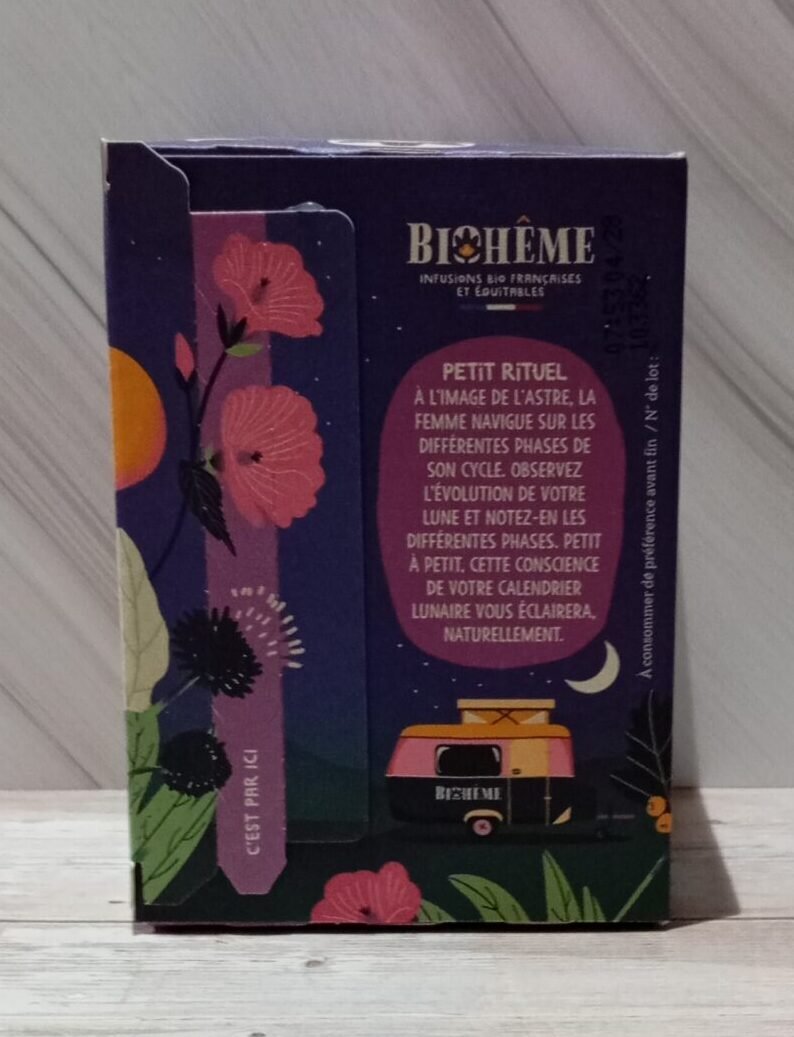 BIOHÊME
INFUSIONS BIO FRANÇAISES
ET ÉQUITABLES
PETIT RITUEL
À L'IMAGE DE L'ASTRE, LA
FEMME NAVIGUE SUR LES
DIFFÉRENTES PHASES DE
SON CYCLE. OBSERVEZ
L'ÉVOLUTION DE VOTRE
LUNE ET NOTEZ-EN LES
DIFFÉRENTES PHASES. PETIT
À PETIT, CETTE CONSCIENCE
DE VOTRE CALENDRIER
LUNAIRE VOUS ÉCLAIRERA,
NATURELLEMENT.
À consommer de préférence avant fin / N° de lot :
BIOHÊME
C'EST PAR ICI